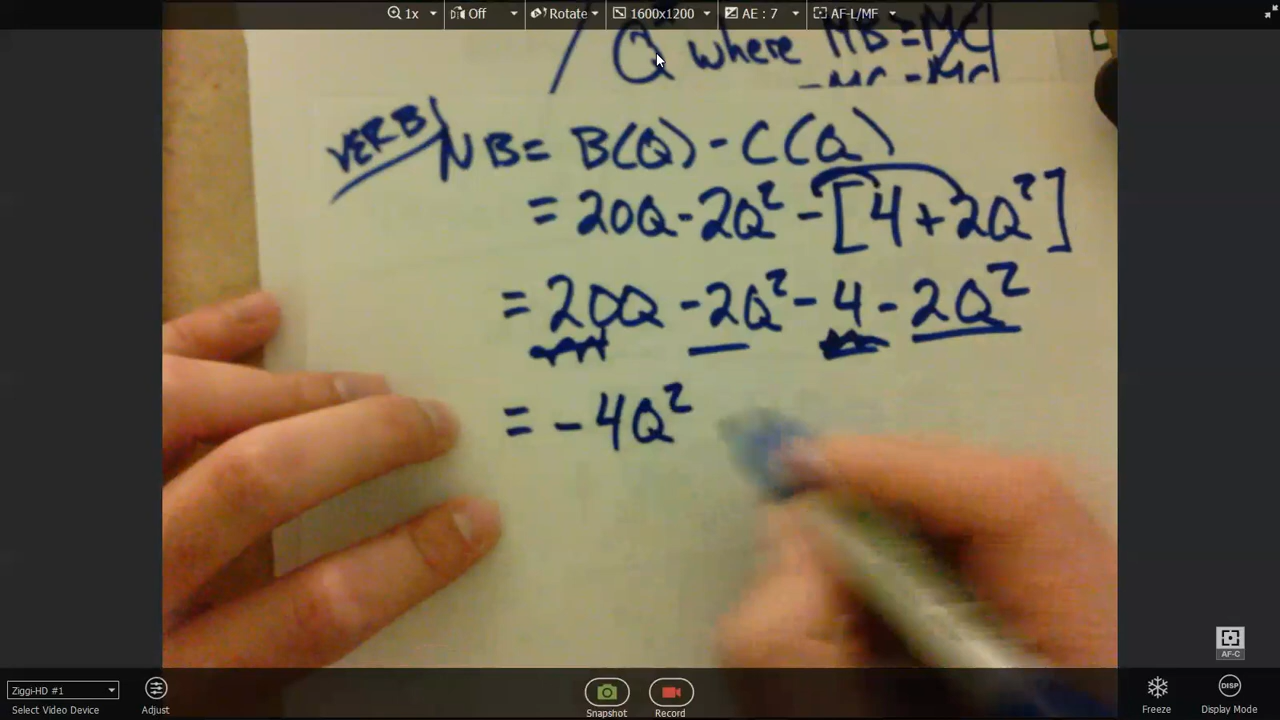 1x Off Rotate 1600x1200 AE : 7 AF-L/MF
Q where MB = MC
VERB NB = B(Q) - C(Q)
= 20Q - 2Q² - [4 + 2Q²]
= 20Q - 2Q² - 4 - 2Q²
= -4Q²
AF-C
Ziggi-HD #1
Select Video Device Adjust Snapshot Record Freeze DISP Display Mode